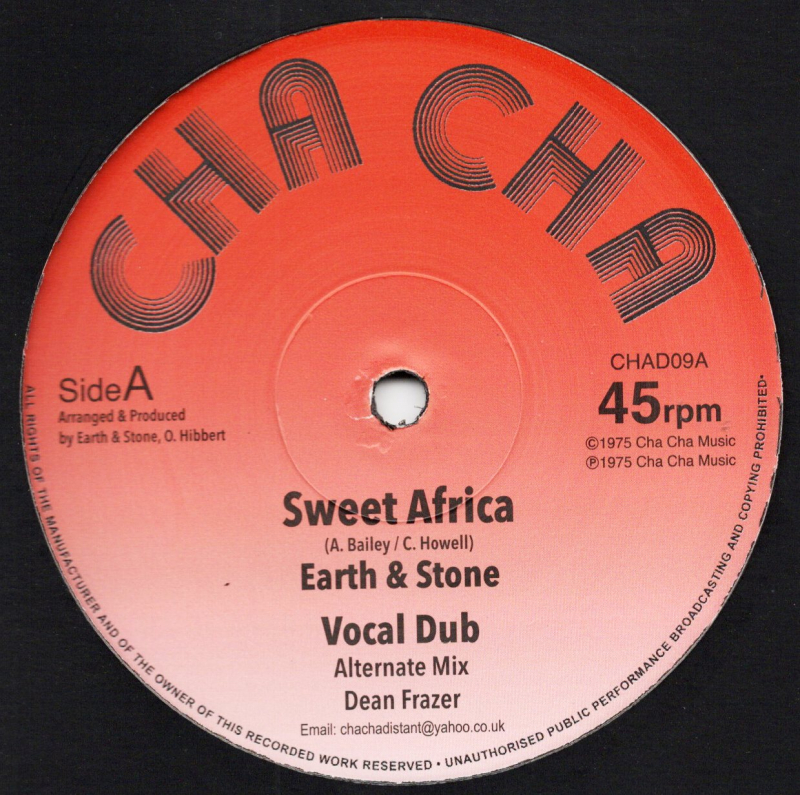 CHA CHA
Side A
Arranged & Produced
by Earth & Stone, O. Hibbert
CHAD09A
45rpm
©1975 Cha Cha Music
℗1975 Cha Cha Music
Sweet Africa
(A. Bailey / C. Howell)
Earth & Stone
Vocal Dub
Alternate Mix
Dean Frazer
Email: chachadistant@yahoo.co.uk
ALL RIGHTS OF THE MANUFACTURER AND OF THE OWNER OF THIS RECORDED WORK RESERVED • UNAUTHORISED PUBLIC PERFORMANCE BROADCASTING AND COPYING PROHIBITED•